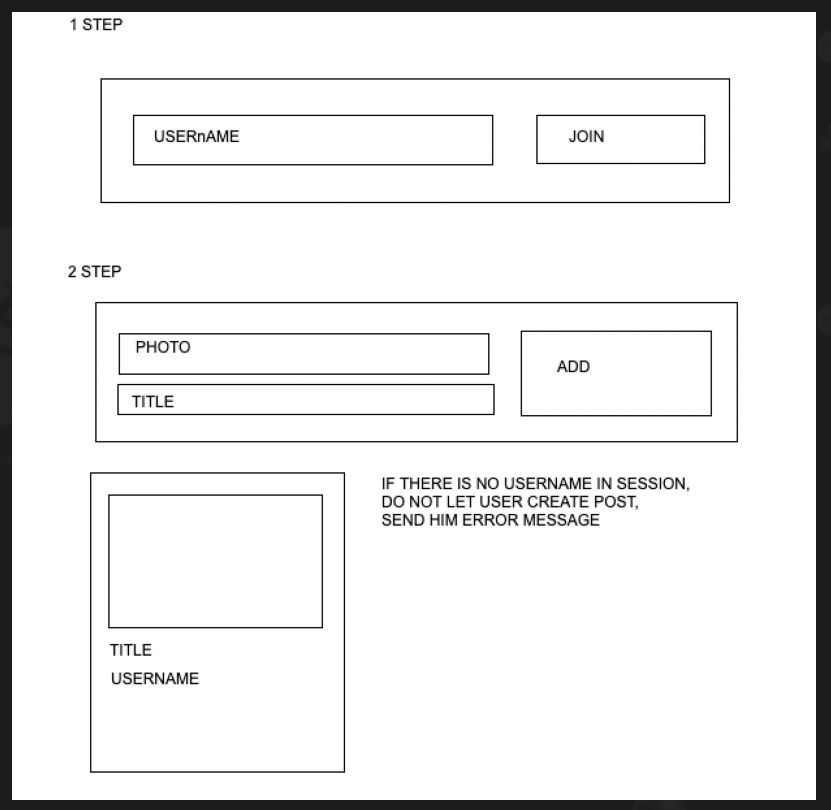 1 STEP
USERnAME
JOIN
2 STEP
PHOTO
ADD
TITLE
IF THERE IS NO USERNAME IN SESSION,
DO NOT LET USER CREATE POST,
SEND HIM ERROR MESSAGE
TITLE
USERNAME